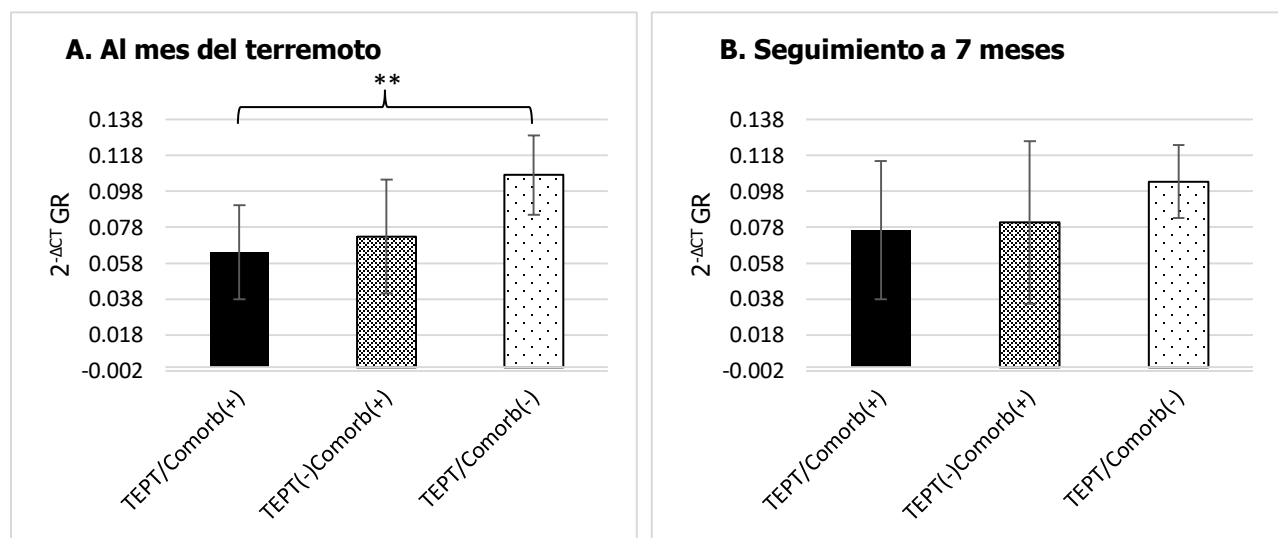 A. Al mes del terremoto
**
0.138
0.118
0.098
0.078
0.058
0.038
0.018
-0.002
2-ΔCT GR
TEPT/Comorb(+)
TEPT(-)Comorb(+)
TEPT/Comorb(-)
B. Seguimiento a 7 meses
0.138
0.118
0.098
0.078
0.058
0.038
0.018
-0.002
2-ΔCT GR
TEPT/Comorb(+)
TEPT(-)Comorb(+)
TEPT/Comorb(-)